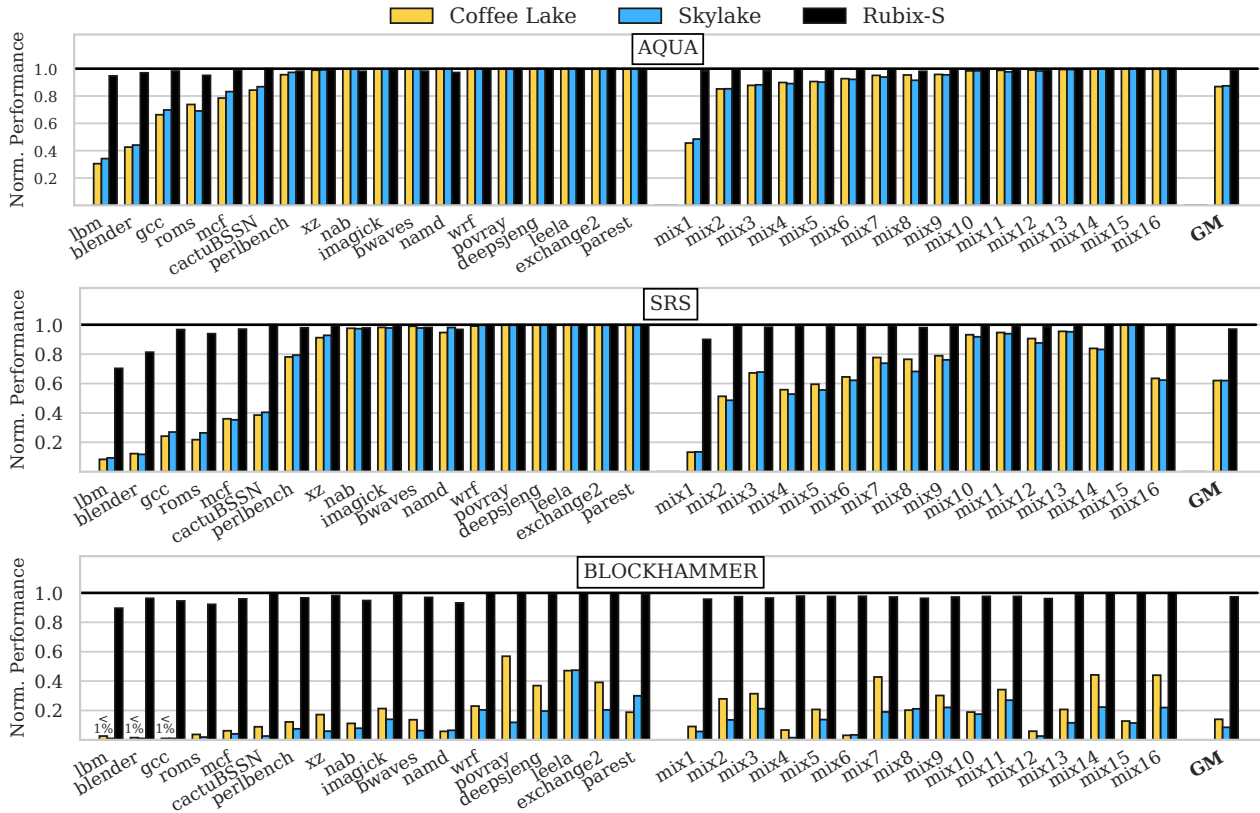 Coffee Lake Skylake Rubix-S
AQUA
Norm. Performance
1.0
0.8
0.6
0.4
0.2
lbm blender gcc roms mcf cactuBSSN perlbench xz nab imagick bwaves namd wrf povray deepsjeng leela exchange2 parest mix1 mix2 mix3 mix4 mix5 mix6 mix7 mix8 mix9 mix10 mix11 mix12 mix13 mix14 mix15 mix16 GM
SRS
Norm. Performance
1.0
0.8
0.6
0.4
0.2
lbm blender gcc roms mcf cactuBSSN perlbench xz nab imagick bwaves namd wrf povray deepsjeng leela exchange2 parest mix1 mix2 mix3 mix4 mix5 mix6 mix7 mix8 mix9 mix10 mix11 mix12 mix13 mix14 mix15 mix16 GM
BLOCKHAMMER
Norm. Performance
1.0
0.8
0.6
0.4
0.2
< < <
1% 1% 1%
lbm blender gcc roms mcf cactuBSSN perlbench xz nab imagick bwaves namd wrf povray deepsjeng leela exchange2 parest mix1 mix2 mix3 mix4 mix5 mix6 mix7 mix8 mix9 mix10 mix11 mix12 mix13 mix14 mix15 mix16 GM